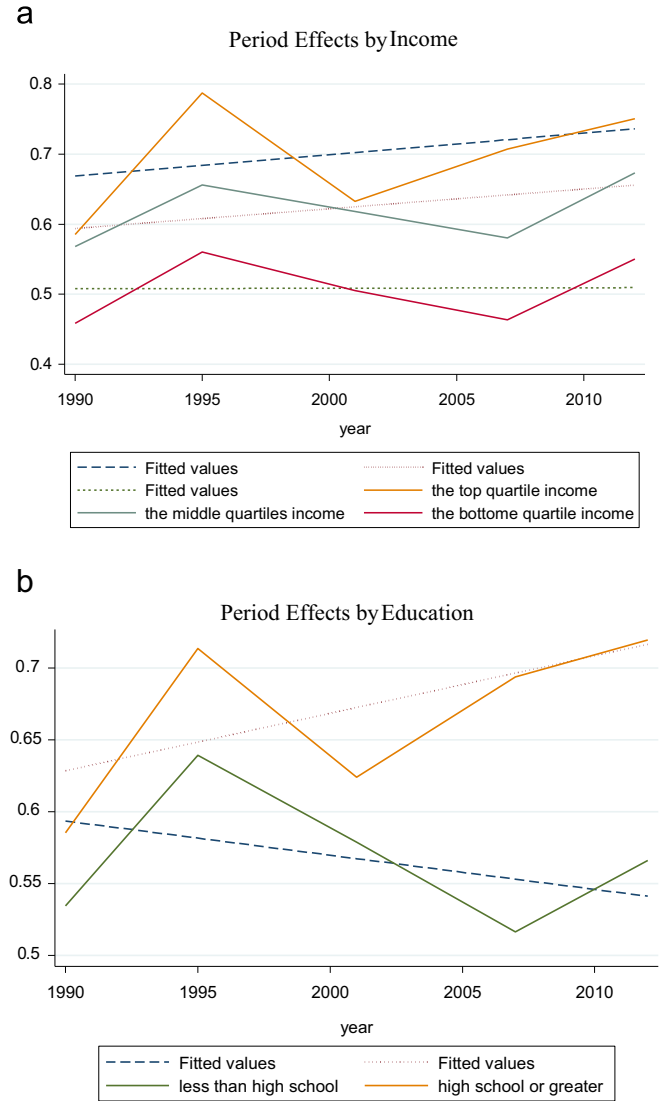 a
Period Effects by Income
0.8
0.7
0.6
0.5
0.4
1990 1995 2000 2005 2010
year
Fitted values Fitted values
Fitted values the top quartile income
the middle quartiles income the bottome quartile income
b
Period Effects by Education
0.7
0.65
0.6
0.55
0.5
1990 1995 2000 2005 2010
year
Fitted values Fitted values
less than high school high school or greater